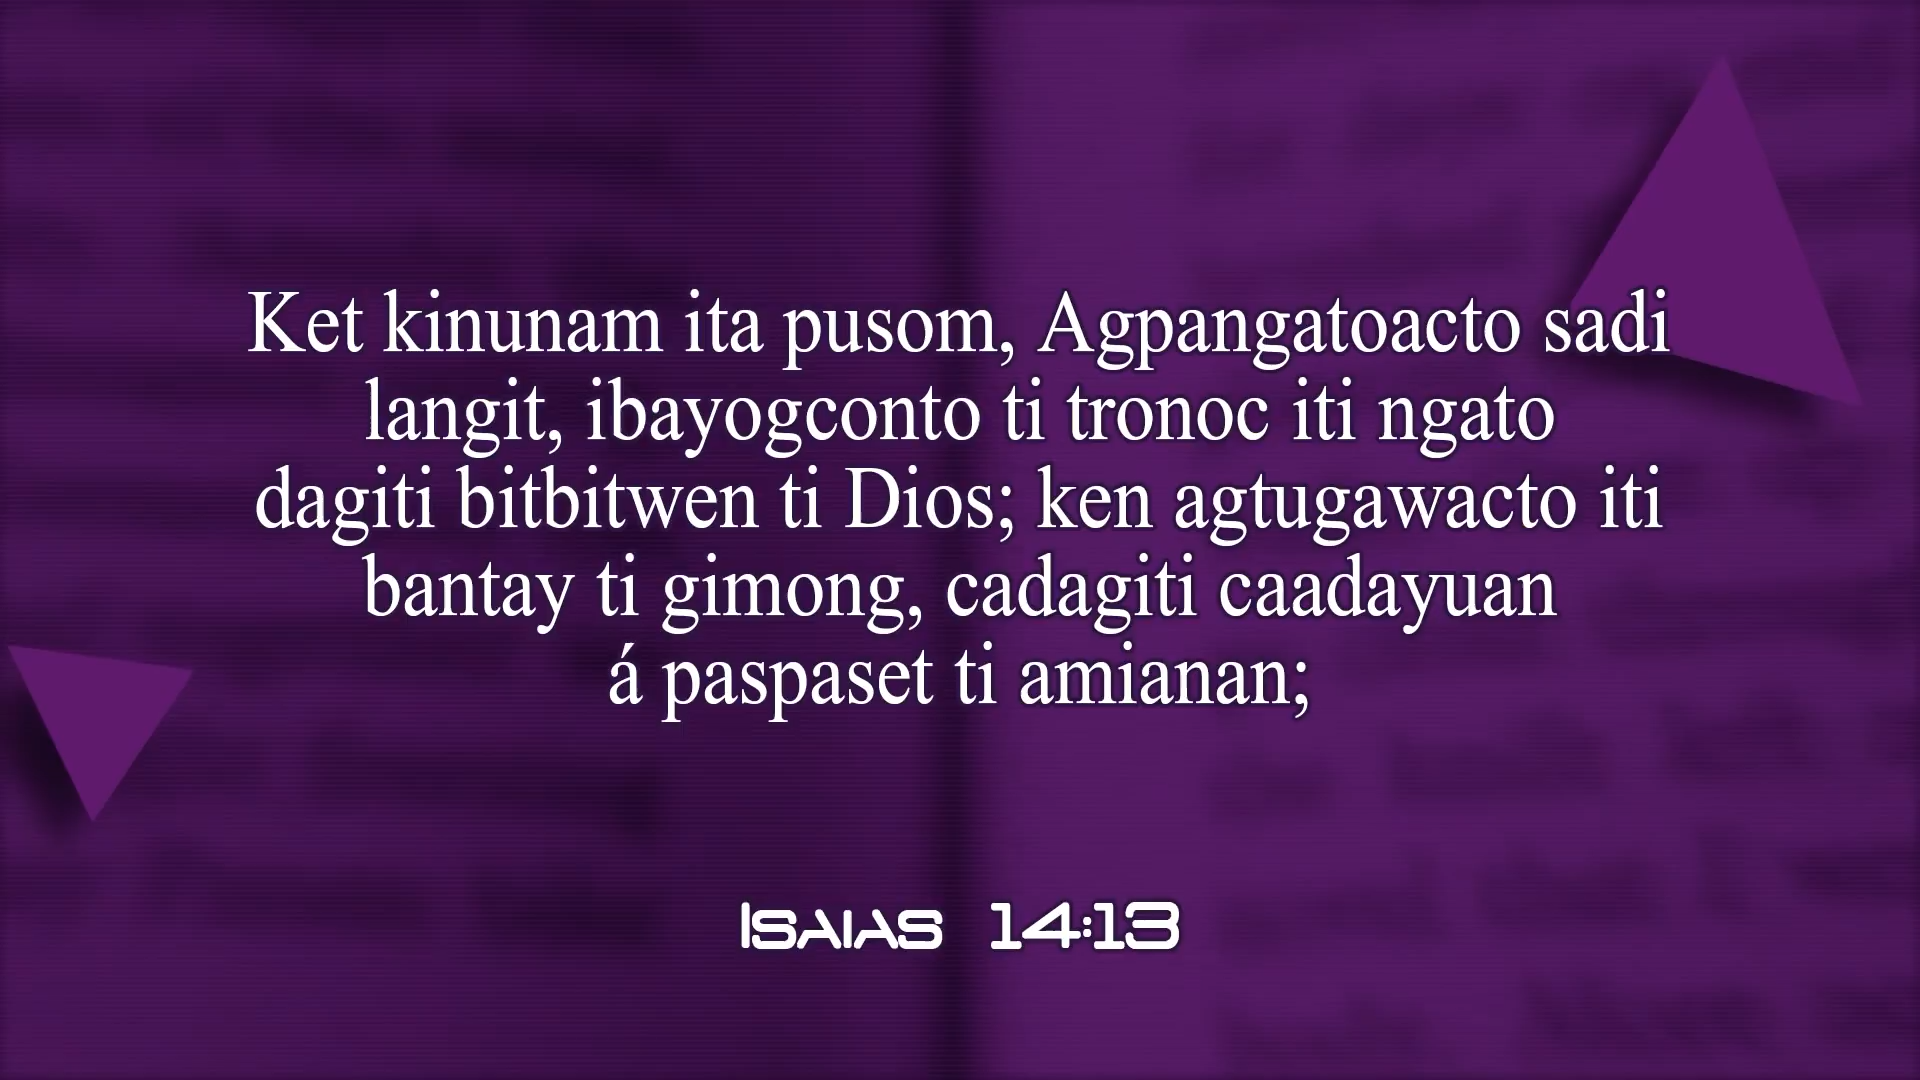 Ket kinunam ita pusom, Agpangatoacto sadi
langit, ibayogconto ti tronoc iti ngato
dagiti bitbitwen ti Dios; ken agtugawacto iti
bantay ti gimong, cadagiti caadayuan
á paspaset ti amianan;
Isaias 14:13